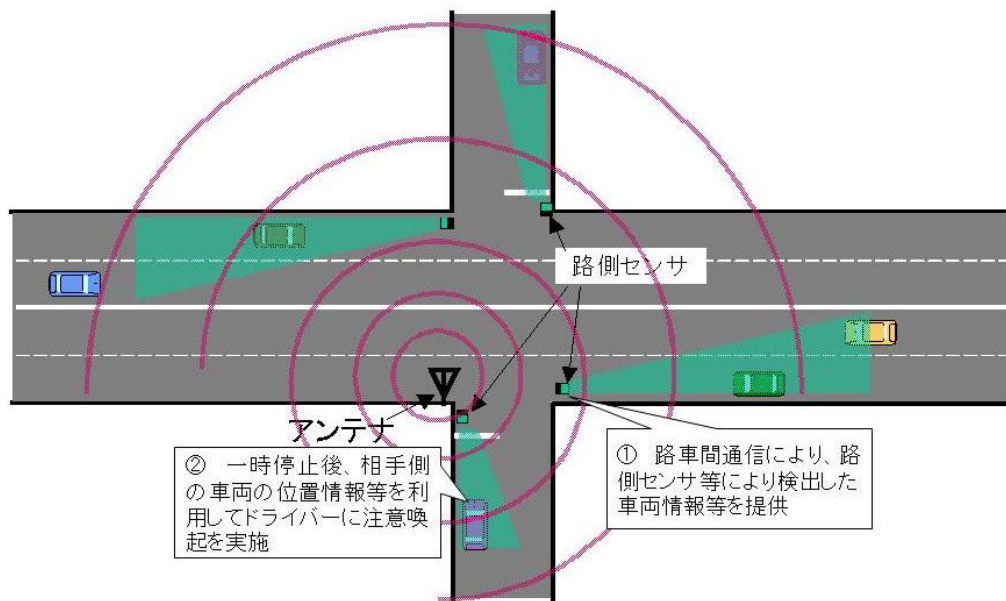 路側センサ
アンテナ
② 一時停止後、相手側
の車両の位置情報等を利
用してドライバーに注意喚
起を実施
① 路車間通信により、路
側センサ等により検出した
車両情報等を提供